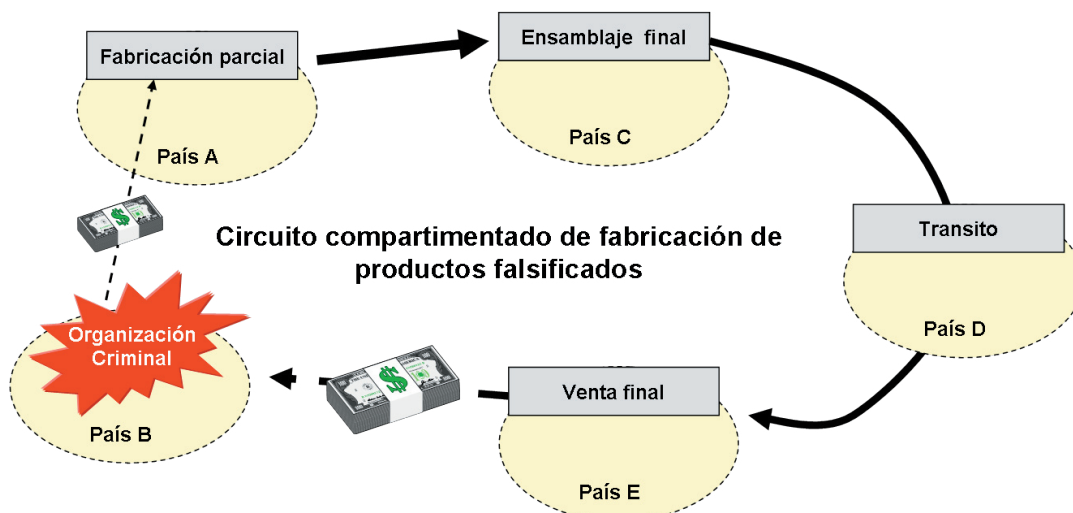 Fabricación parcial
País A
Ensamblaje final
País C
Transito
País D
Circuito compartimentado de fabricación de
productos falsificados
Organización
Criminal
País B
Venta final
País E
$
$